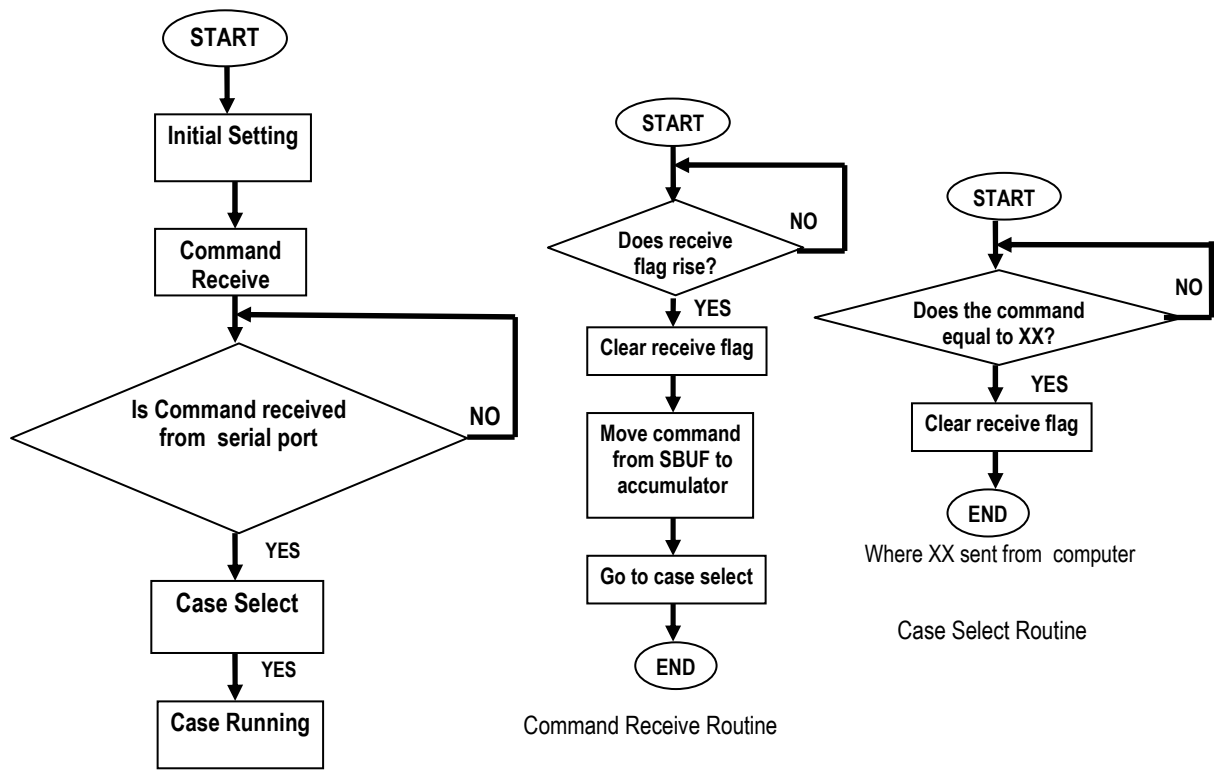 START
Initial Setting
Command
Receive
Is Command received
from serial port
NO
YES
Case Select
YES
Case Running
START
Does receive
flag rise?
NO
YES
Clear receive flag
Move command
from SBUF to
accumulator
Go to case select
END
Command Receive Routine
START
Does the command
equal to XX?
NO
YES
Clear receive flag
END
Where XX sent from computer
Case Select Routine